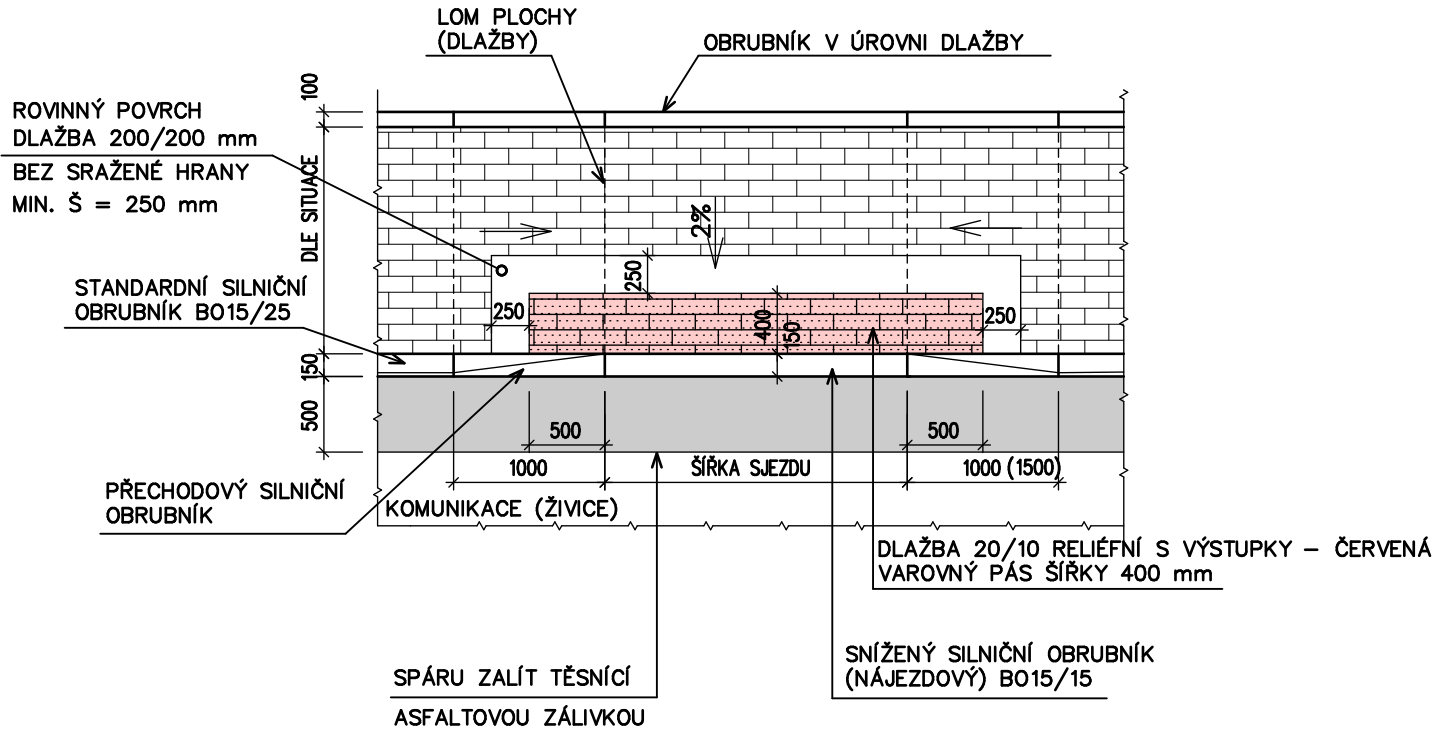 LOM PLOCHY
(DLAŽBY)
OBRUBNÍK V ÚROVNI DLAŽBY
100
ROVINNÝ POVRCH
DLAŽBA 200/200 mm
BEZ SRAŽENÉ HRANY
MIN. Š = 250 mm
DLE SITUACE
2%
250
STANDARDNÍ SILNIČNÍ
OBRUBNÍK BO15/25
250
250
400
150
150
500
500
500
1000
ŠÍŘKA SJEZDU
1000 (1500)
PŘECHODOVÝ SILNIČNÍ
OBRUBNÍK
KOMUNIKACE (ŽIVICE)
DLAŽBA 20/10 RELIÉFNÍ S VÝSTUPKY – ČERVENÁ
VAROVNÝ PÁS ŠÍŘKY 400 mm
SNÍŽENÝ SILNIČNÍ OBRUBNÍK
(NÁJEZDOVÝ) BO15/15
SPÁRU ZALÍT TĚSNÍCÍ
ASFALTOVOU ZÁLIVKOU